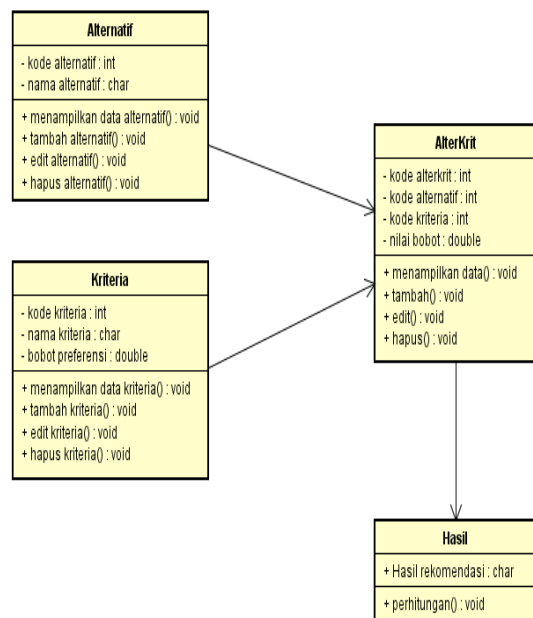 Alternatif
- kode alternatif : int
- nama alternatif : char
+ menampilkan data alternatif() : void
+ tambah alternatif() : void
+ edit alternatif() : void
+ hapus alternatif() : void
AlterKrit
- kode alterkrit : int
- kode alternatif : int
- kode kriteria : int
- nilai bobot : double
+ menampilkan data() : void
+ tambah() : void
+ edit() : void
+ hapus() : void
Kriteria
- kode kriteria : int
- nama kriteria : char
- bobot preferensi : double
+ menampilkan data kriteria() : void
+ tambah kriteria() : void
+ edit kriteria() : void
+ hapus kriteria() : void
Hasil
+ Hasil rekomendasi : char
+ perhitungan() : void